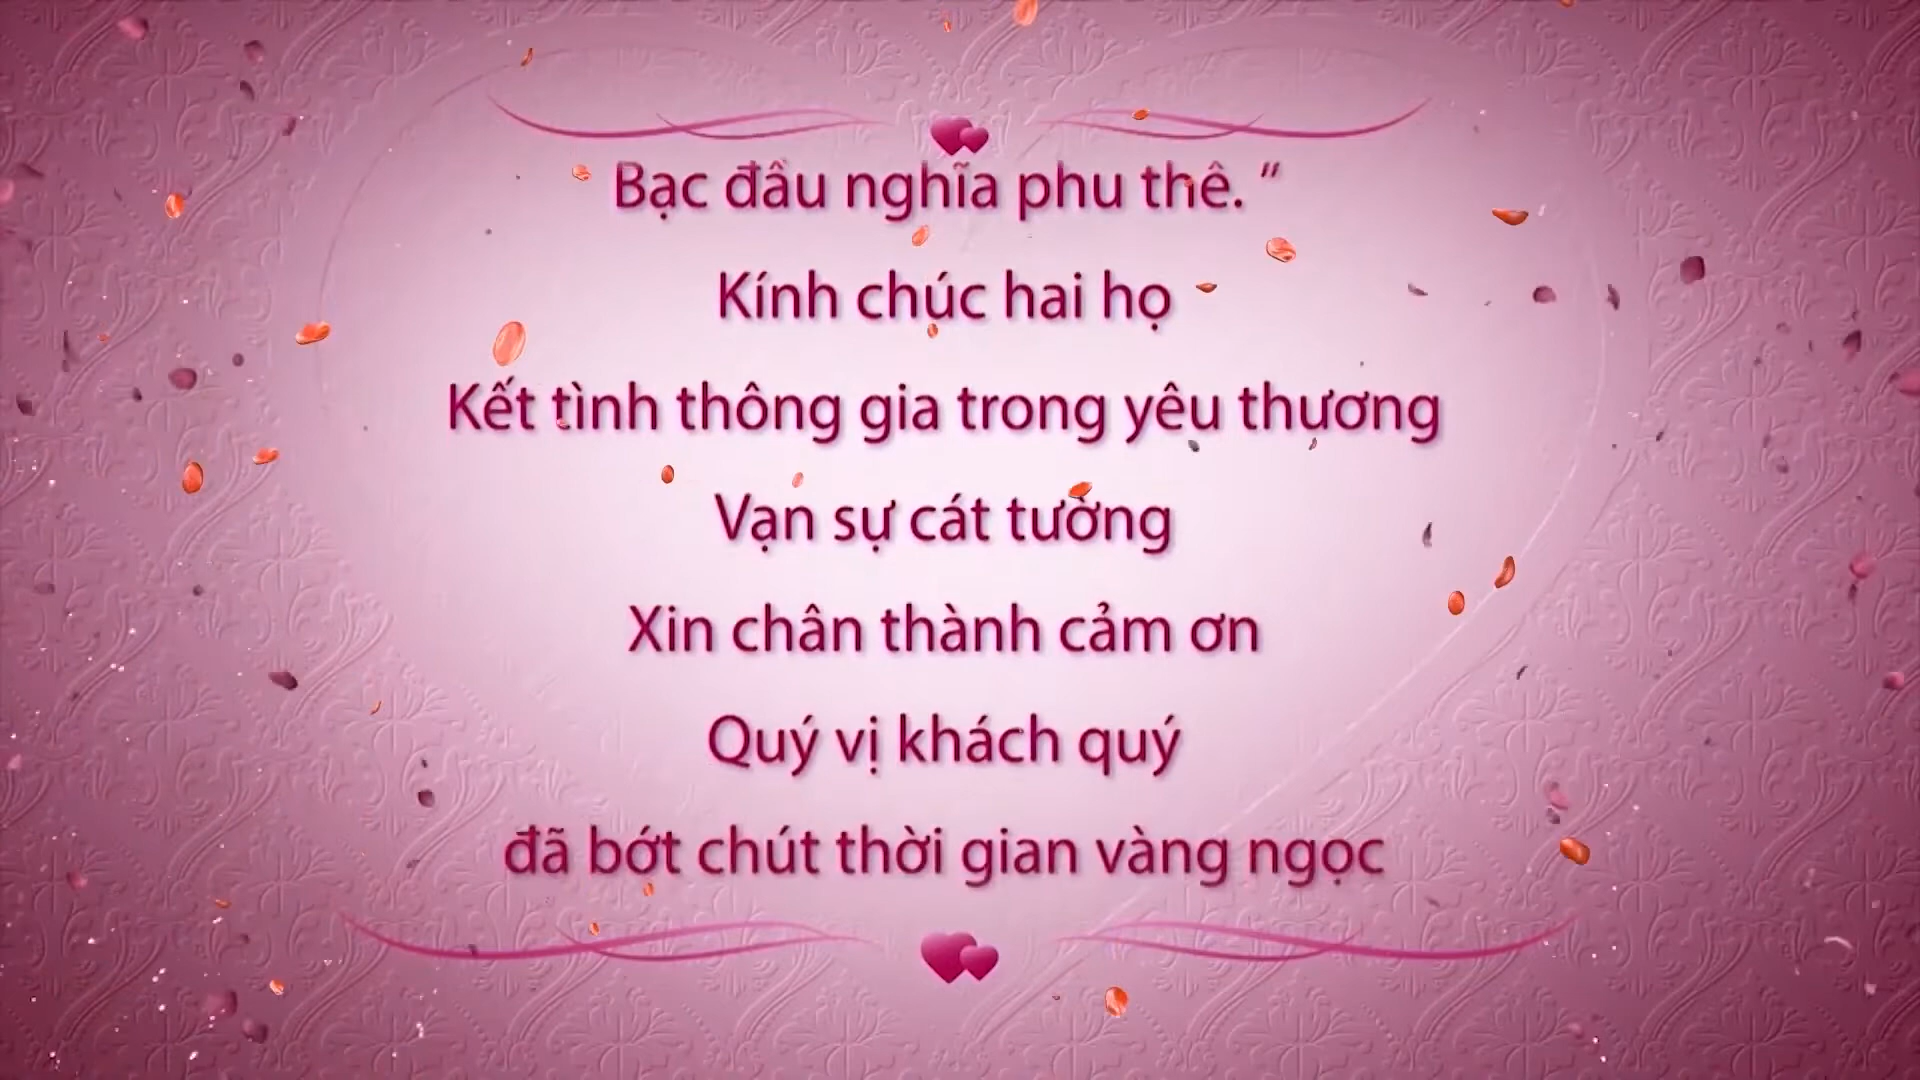 Bạc đầu nghĩa phu thê. “
Kính chúc hai họ
Kết tình thông gia trong yêu thương
Vạn sự cát tường
Xin chân thành cảm ơn
Quý vị khách quý
đã bớt chút thời gian vàng ngọc